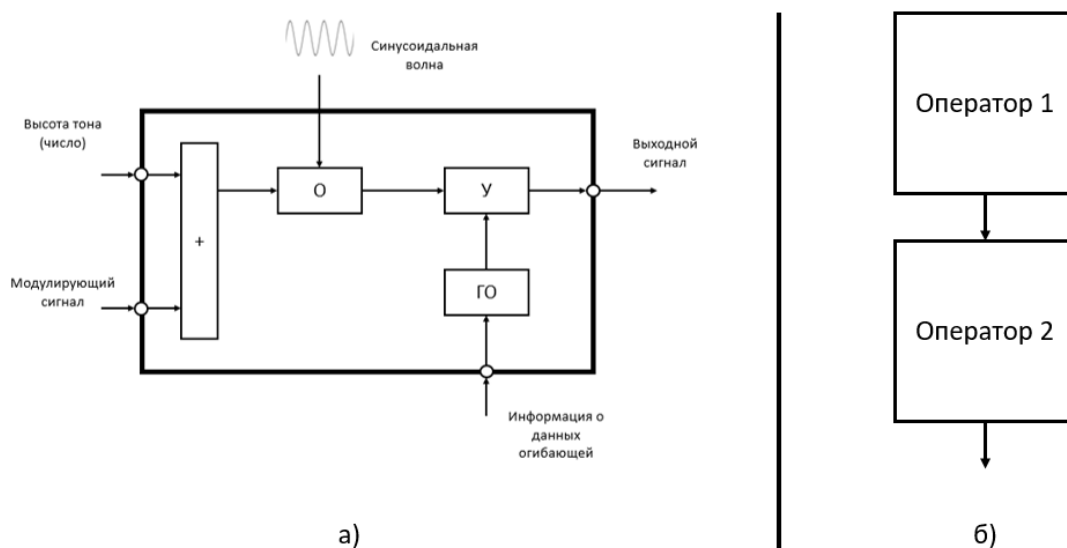 Синусоидальная
волна
Высота тона
(число)
Выходной
сигнал
О
У
+
Модулирующий
сигнал
ГО
Информация о
данных
огибающей
а)
Оператор 1
Оператор 2
б)